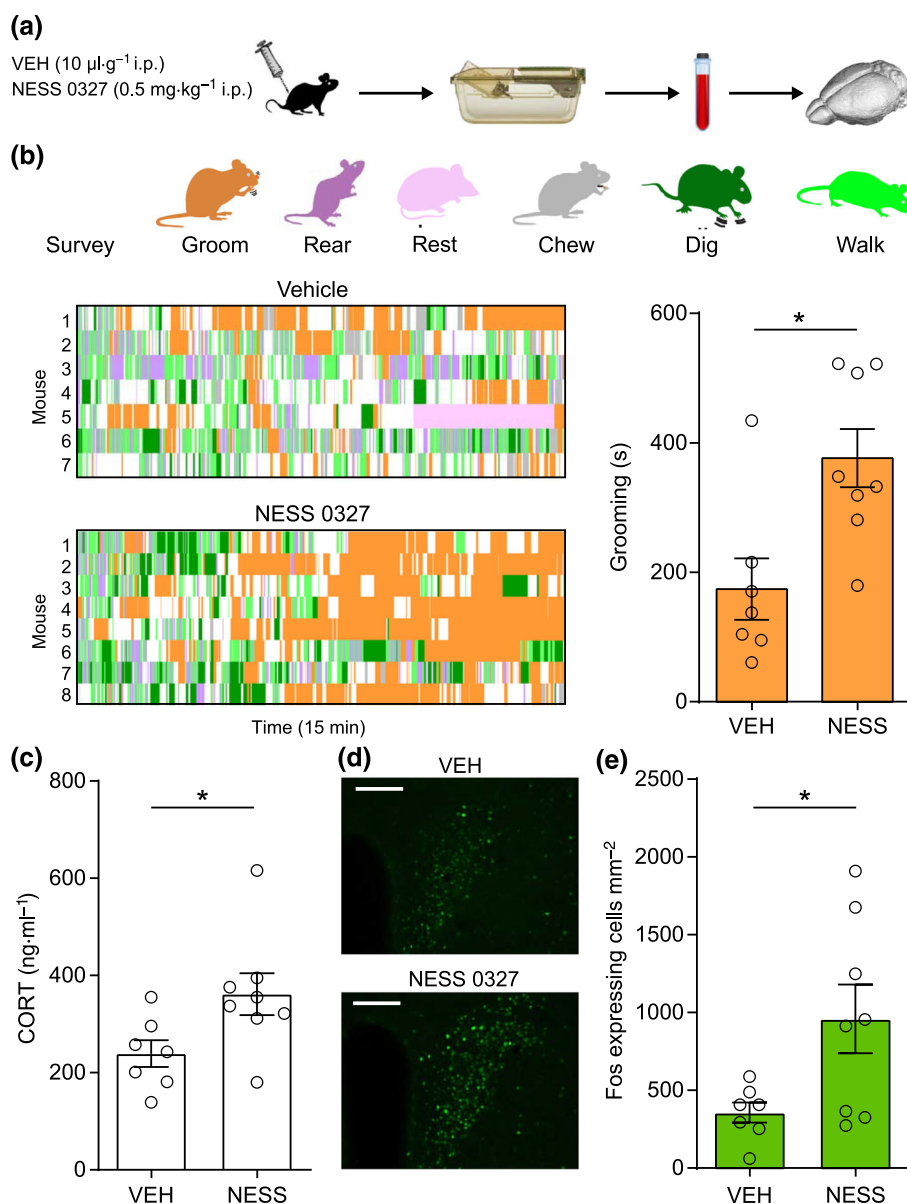 (a)
VEH (10 µl·g⁻¹ i.p.)
NESS 0327 (0.5 mg·kg⁻¹ i.p.)
(b)
Survey Groom Rear Rest Chew Dig Walk
Vehicle
Mouse
1
2
3
4
5
6
7
NESS 0327
Mouse
1
2
3
4
5
6
7
8
Time (15 min)
Grooming (s)
600
400
200
0
*
VEH NESS
(c)
CORT (ng·ml⁻¹)
800
600
400
200
0
*
VEH NESS
(d)
VEH
NESS 0327
(e)
Fos expressing cells mm⁻²
2500
2000
1500
1000
500
0
*
VEH NESS